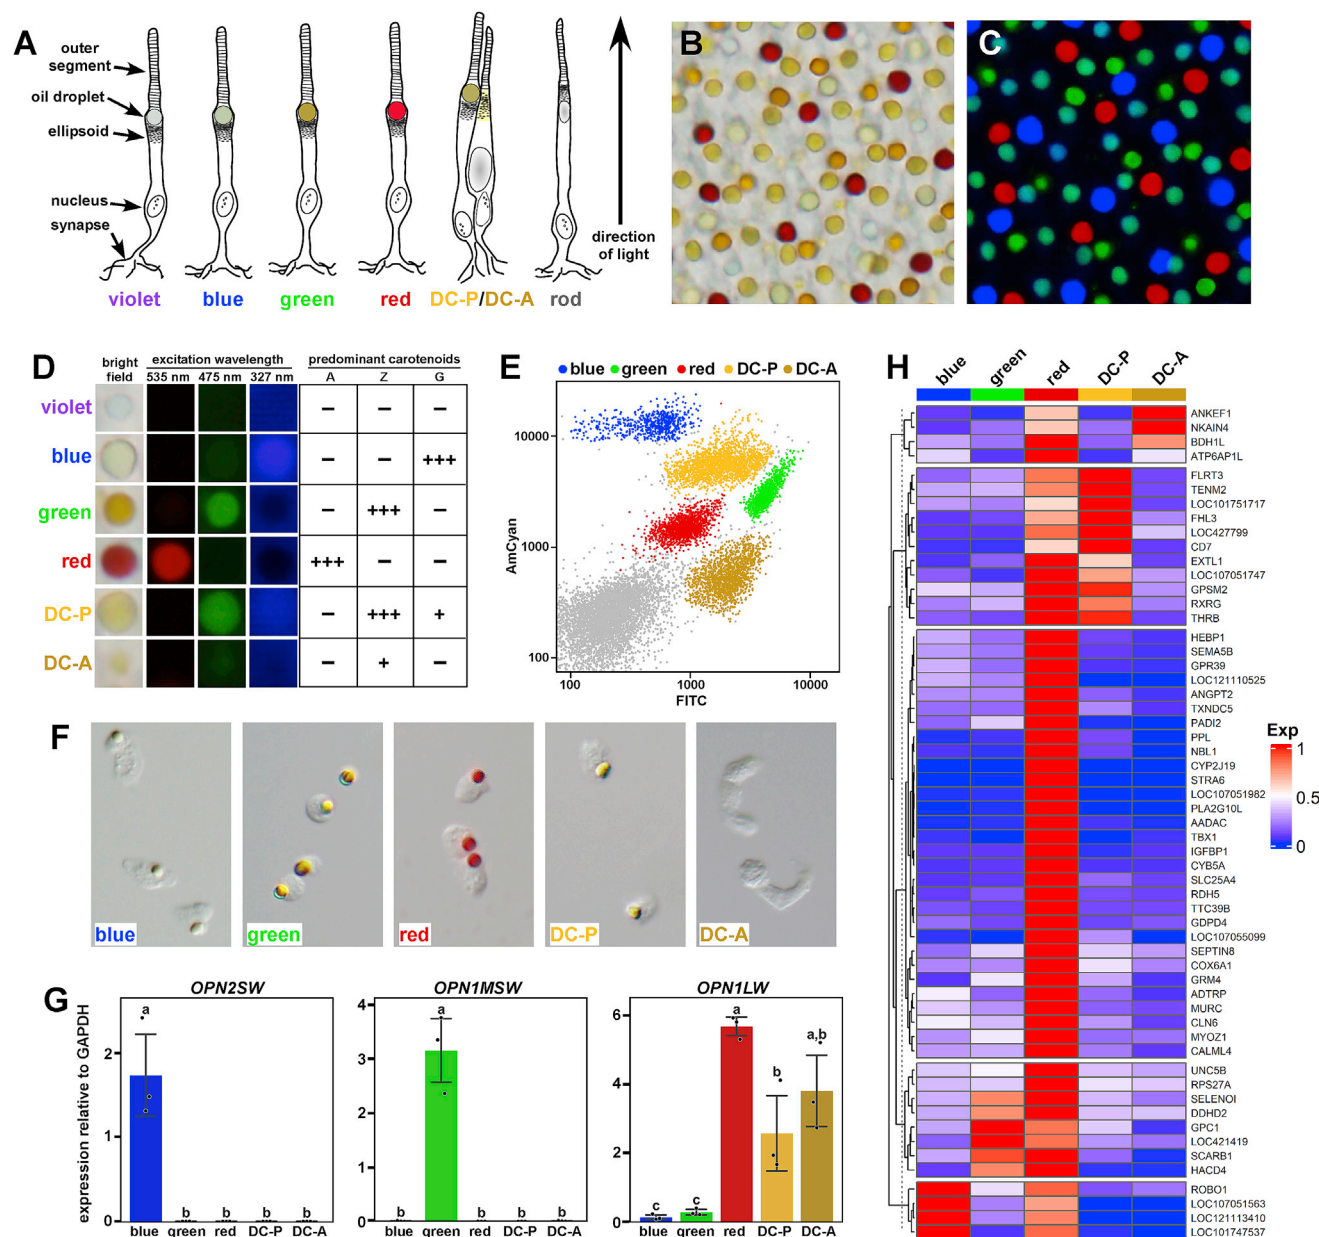 A
outer
segment
oil droplet
ellipsoid
nucleus
synapse
direction
of light
violet
blue
green
red
DC-P/DC-A
rod
B
C
D
bright
field
excitation wavelength
535 nm
475 nm
327 nm
predominant carotenoids
A
Z
G
violet
– – –
blue
– – +++
green
– +++ –
red
+++ – –
DC-P
– +++ +
DC-A
– + –
E
blue
green
red
DC-P
DC-A
10000
1000
100
AmCyan
100
1000
10000
FITC
F
blue
green
red
DC-P
DC-A
G
expression relative to GAPDH
OPN2SW
2
1
0
a
b
b
b
b
blue
green
red
DC-P
DC-A
OPN1MSW
4
3
2
1
0
b
a
b
b
b
blue
green
red
DC-P
DC-A
OPN1LW
6
4
2
0
c
c
a
b
a,b
blue
green
red
DC-P
DC-A
H
blue
green
red
DC-P
DC-A
ANKEF1
NKAIN4
BDH1L
ATP6AP1L
FLRT3
TENM2
LOC101751717
FHL3
LOC427799
CD7
EXTL1
LOC107051747
GPSM2
RXRG
THRB
HEBP1
SEMA5B
GPR39
LOC121110525
ANGPT2
TXNDC5
PADI2
PPL
NBL1
CYP2J19
STRA6
LOC107051982
PLA2G10L
AADAC
TBX1
IGFBP1
CYB5A
SLC25A4
RDH5
TTC39B
GDPD4
LOC107055099
SEPTIN8
COX6A1
GRM4
ADTRP
MURC
CLN6
MYOZ1
CALML4
UNC5B
RPS27A
SELENOI
DDHD2
GPC1
LOC421419
SCARB1
HACD4
ROBO1
LOC107051563
LOC121113410
LOC101747537
Exp
1
0.5
0